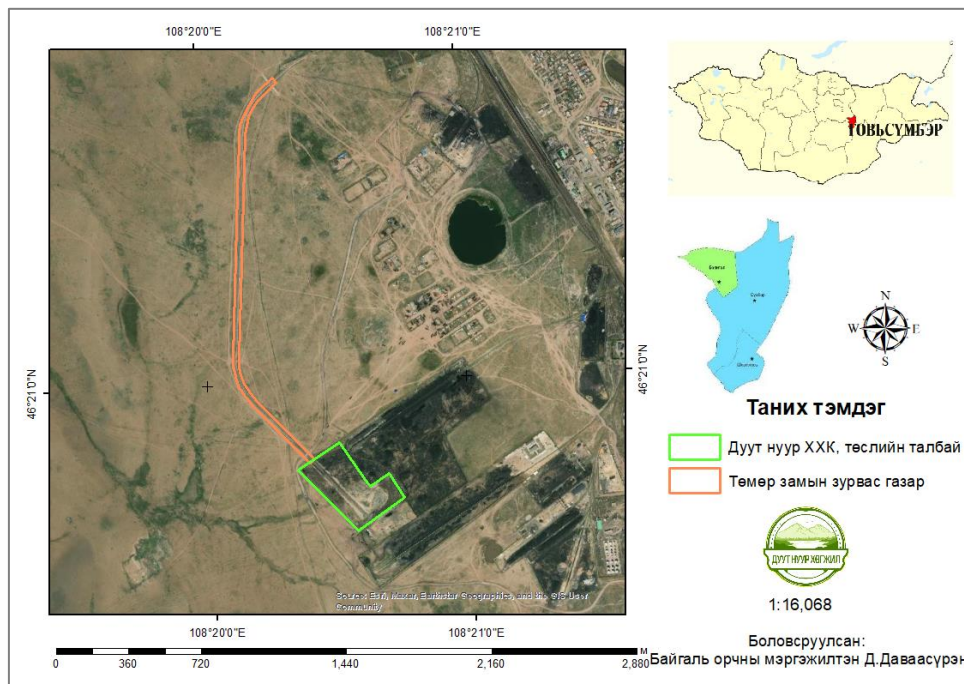 108°20'0"E
108°21'0"E
46°21'0"N
46°21'0"N
Source: Esri, Maxar, Earthstar Geographics, and the GIS User
Community
108°20'0"E
108°21'0"E
0 360 720 1,440 2,160 2,880
м
ГОВЬСҮМБЭР
N
W E
S
Таних тэмдэг
Дуут нуур ХХК, төслийн талбай
Төмөр замын зурвас газар
ДУУТ НУУР ХӨГЖИЛ
1:16,068
Боловсруулсан:
Байгаль орчны мэргэжилтэн Д.Даваасүрэн